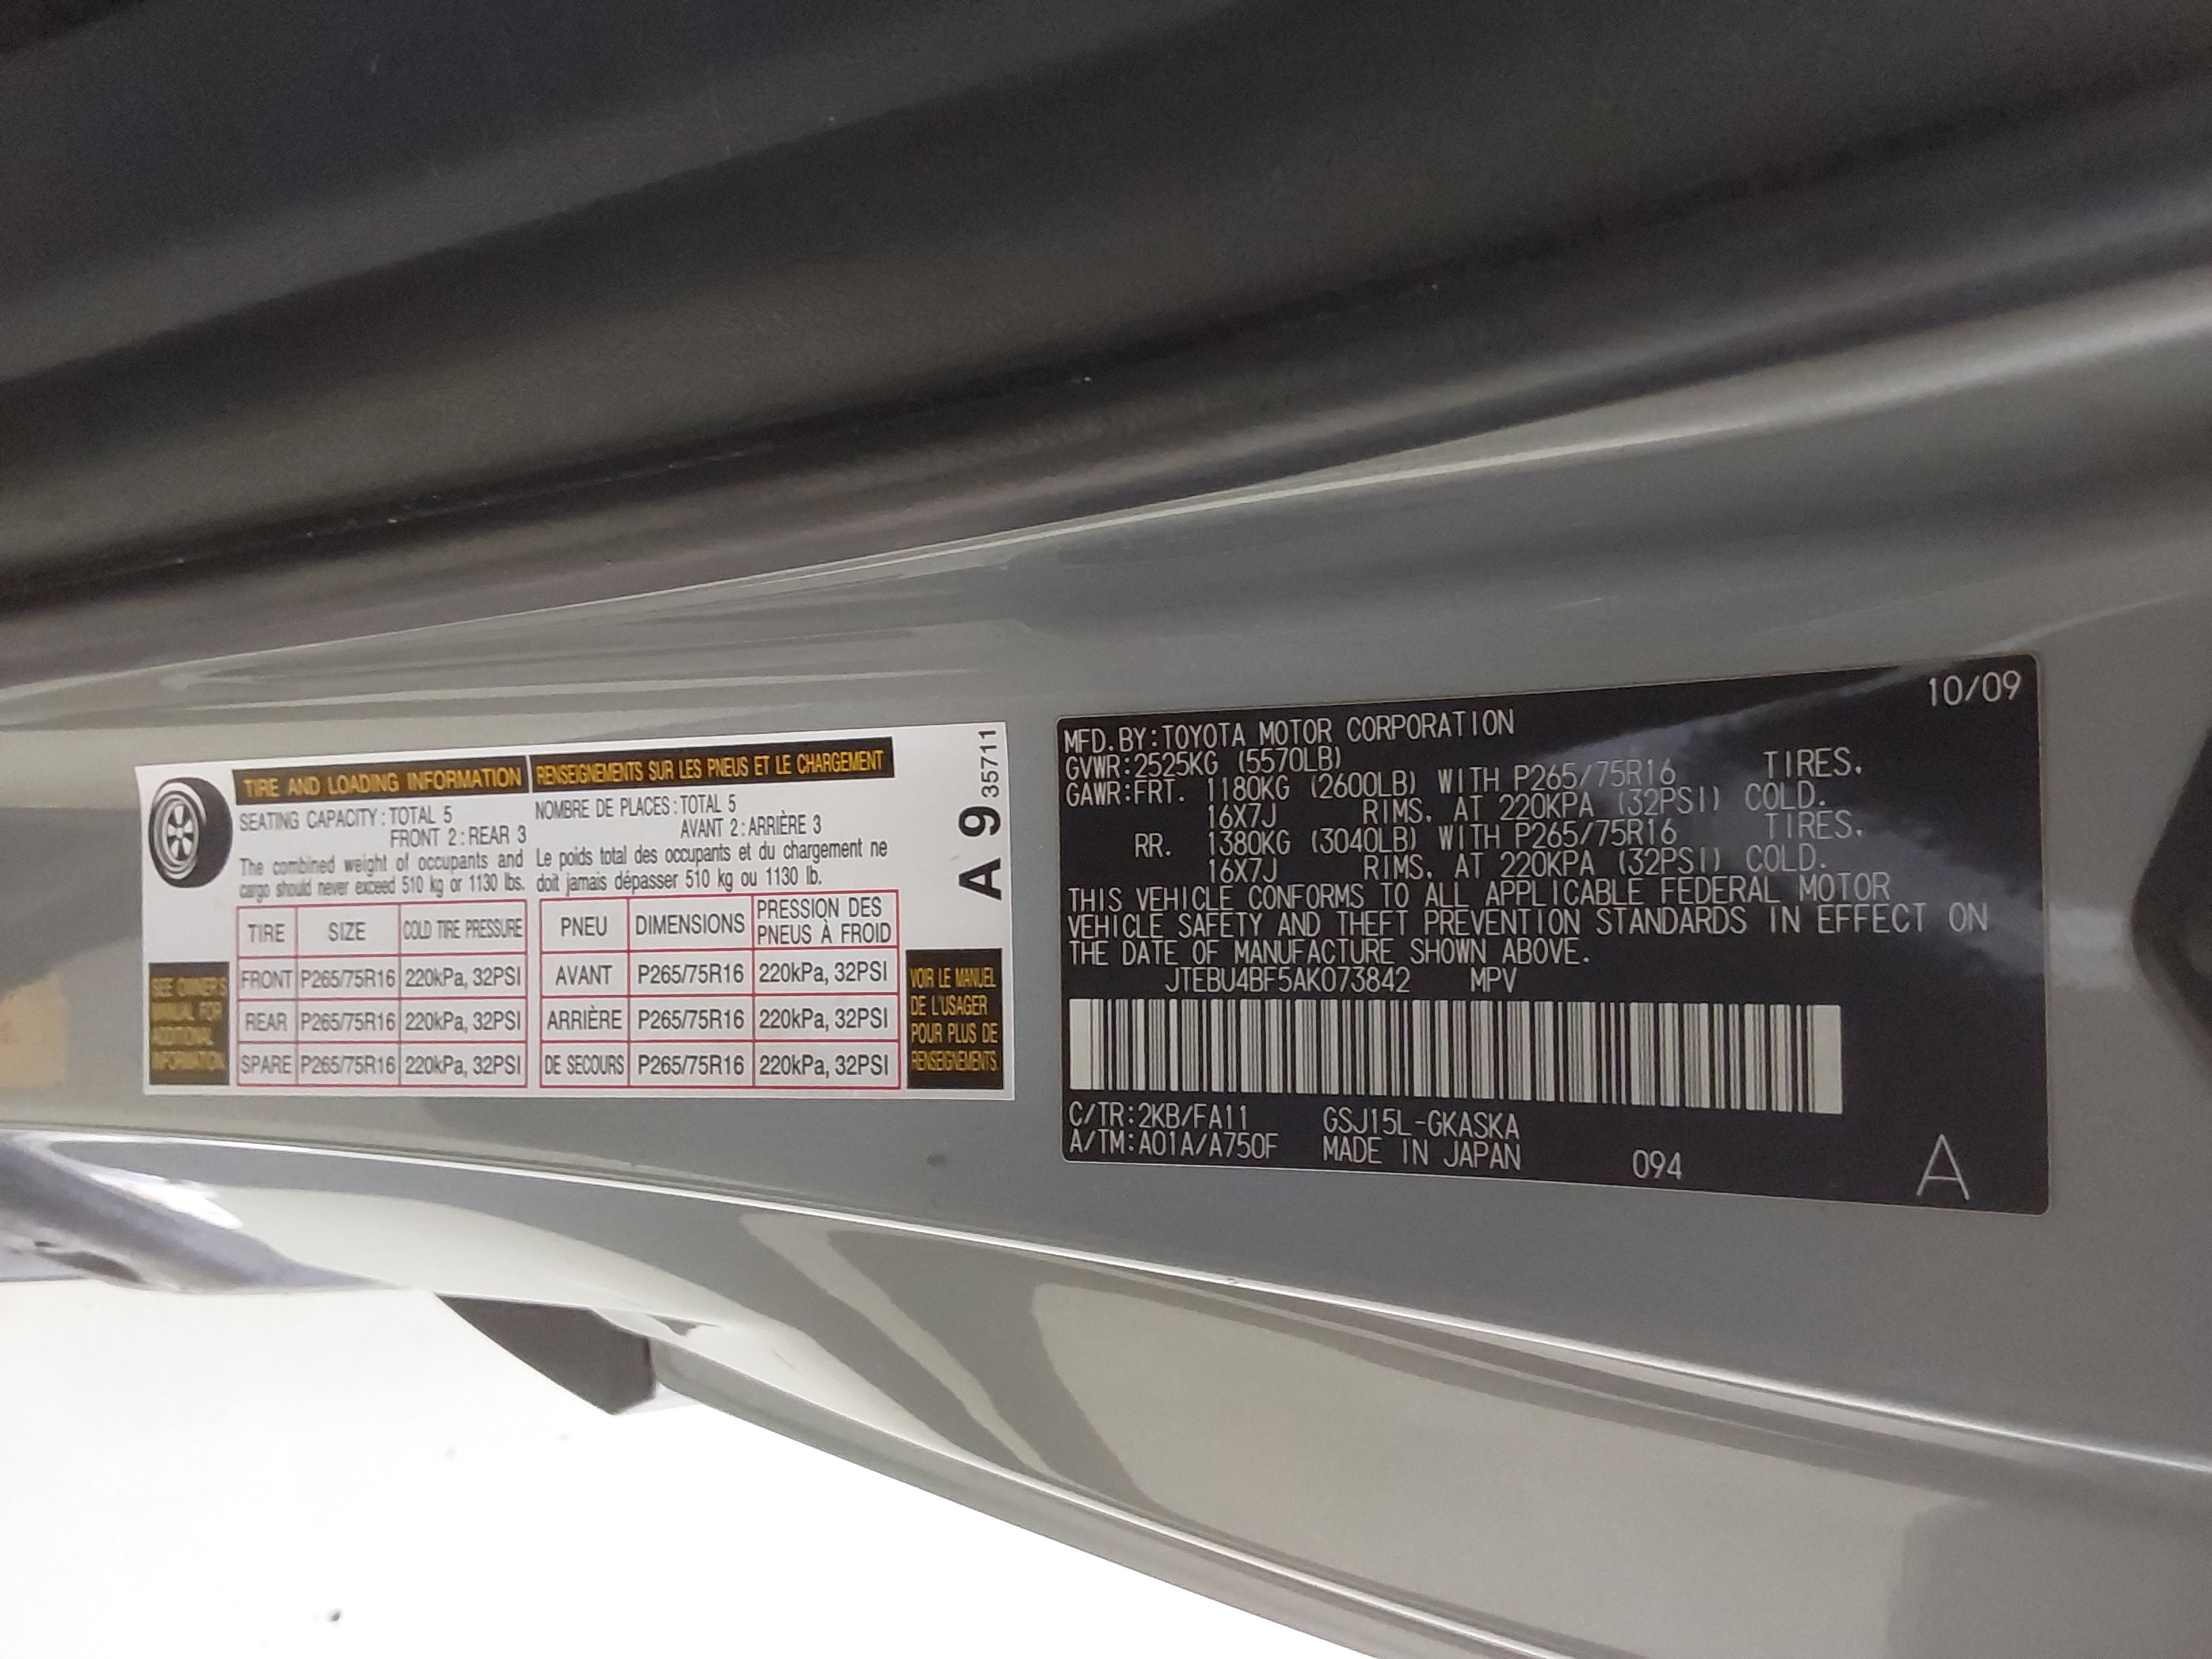 TIRE AND LOADING INFORMATION
SEATING CAPACITY : TOTAL 5
FRONT 2 : REAR 3
The combined weight of occupants and
cargo should never exceed 510 kg or 1130 lbs.
TIRE SIZE COLD TIRE PRESSURE
FRONT P265/75R16 220kPa, 32PSI
REAR P265/75R16 220kPa, 32PSI
SPARE P265/75R16 220kPa, 32PSI
SEE OWNER'S
MANUAL FOR
ADDITIONAL
INFORMATION.
RENSEIGNEMENTS SUR LES PNEUS ET LE CHARGEMENT
NOMBRE DE PLACES : TOTAL 5
AVANT 2 : ARRIÈRE 3
Le poids total des occupants et du chargement ne
doit jamais dépasser 510 kg ou 1130 lb.
PNEU DIMENSIONS PRESSION DES
PNEUS À FROID
AVANT P265/75R16 220kPa, 32PSI
ARRIÈRE P265/75R16 220kPa, 32PSI
DE SECOURS P265/75R16 220kPa, 32PSI
VOIR LE MANUEL
DE L'USAGER
POUR PLUS DE
RENSEIGNEMENTS.
A 9 35711
10/09
MFD.BY:TOYOTA MOTOR CORPORATION
GVWR:2525KG (5570LB)
GAWR:FRT. 1180KG (2600LB) WITH P265/75R16 TIRES.
16X7J RIMS. AT 220KPA (32PSI) COLD.
RR. 1380KG (3040LB) WITH P265/75R16 TIRES.
16X7J RIMS. AT 220KPA (32PSI) COLD.
THIS VEHICLE CONFORMS TO ALL APPLICABLE FEDERAL MOTOR
VEHICLE SAFETY AND THEFT PREVENTION STANDARDS IN EFFECT ON
THE DATE OF MANUFACTURE SHOWN ABOVE.
JTEBU4BF5AK073842 MPV
C/TR:2KB/FA11 GSJ15L-GKASKA
A/TM:A01A/A750F MADE IN JAPAN 094 A